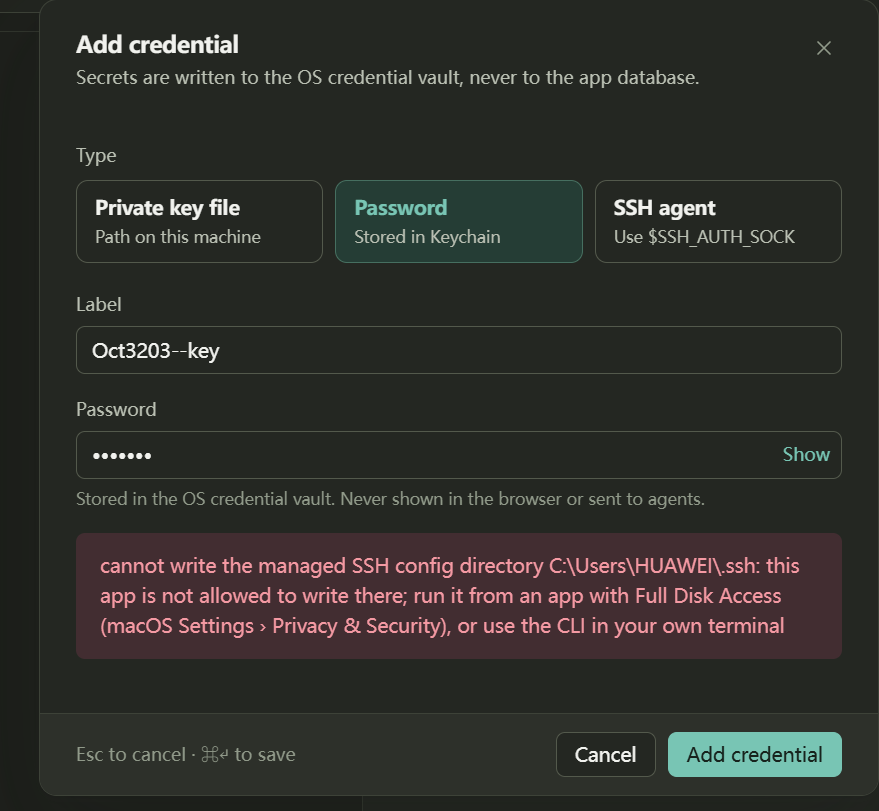 Add credential
Secrets are written to the OS credential vault, never to the app database.
Type
Private key file
Path on this machine
Password
Stored in Keychain
SSH agent
Use $SSH_AUTH_SOCK
Label
Oct3203--key
Password
•••••••
Show
Stored in the OS credential vault. Never shown in the browser or sent to agents.
cannot write the managed SSH config directory C:\Users\HUAWEI\.ssh: this
app is not allowed to write there; run it from an app with Full Disk Access
(macOS Settings › Privacy & Security), or use the CLI in your own terminal
Esc to cancel · ⌘↵ to save
Cancel
Add credential